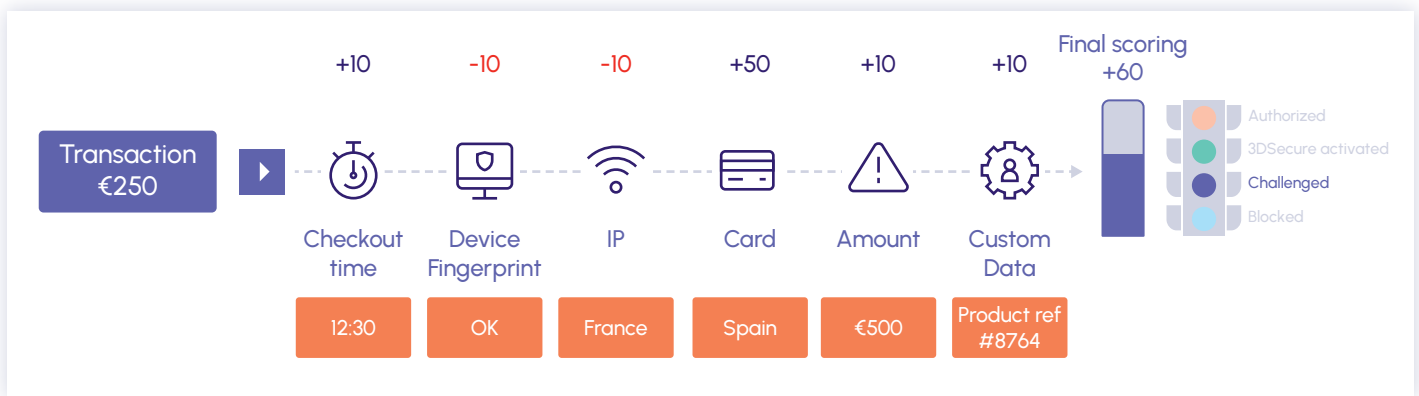 +10
-10
-10
+50
+10
+10
Final scoring
+60
Transaction
€250
Authorized
3DSecure activated
Challenged
Blocked
Checkout
time
Device
Fingerprint
IP
Card
Amount
Custom
Data
12:30
OK
France
Spain
€500
Product ref
#8764